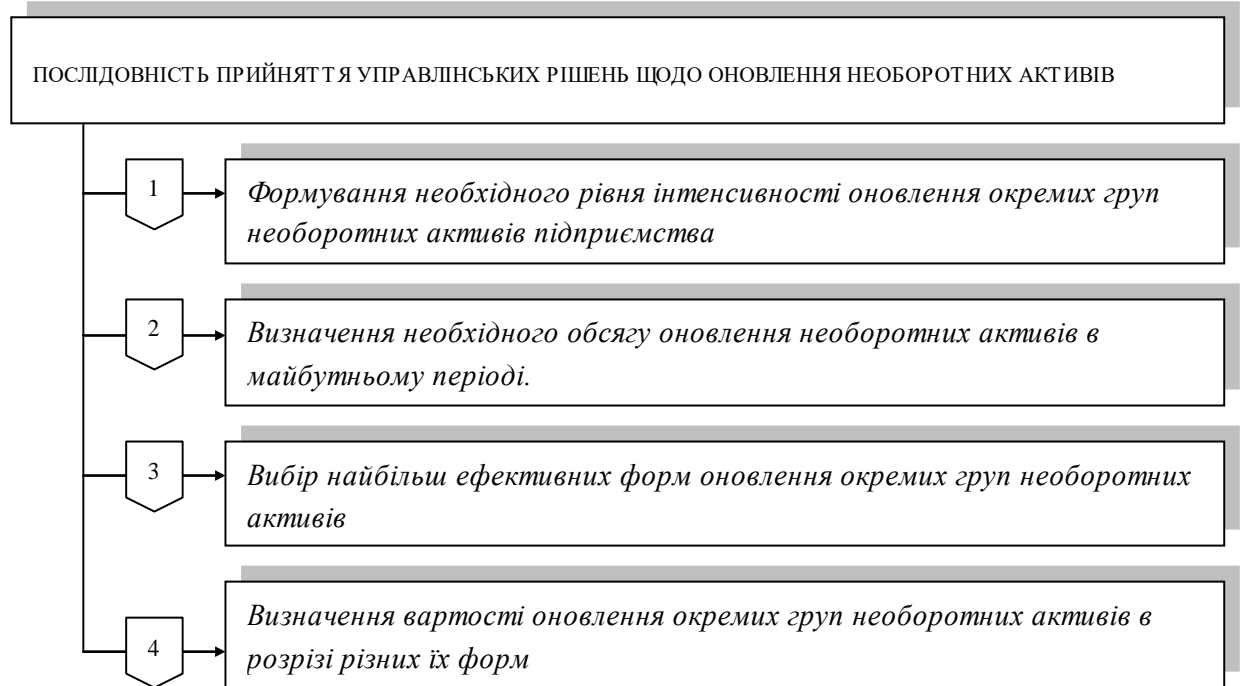 ПОСЛІДОВНІСТЬ ПРИЙНЯТТЯ УПРАВЛІНСЬКИХ РІШЕНЬ ЩОДО ОНОВЛЕННЯ НЕОБОРОТНИХ АКТИВІВ
1
Формування необхідного рівня інтенсивності оновлення окремих груп
необоротних активів підприємства
2
Визначення необхідного обсягу оновлення необоротних активів в
майбутньому періоді.
3
Вибір найбільш ефективних форм оновлення окремих груп необоротних
активів
4
Визначення вартості оновлення окремих груп необоротних активів в
розрізі різних їх форм